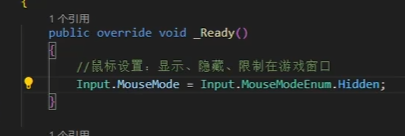 {
1 个引用
public override void _Ready()
{
//鼠标设置：显示、隐藏、限制在游戏窗口
Input.MouseMode = Input.MouseModeEnum.Hidden;
}
1 个引用